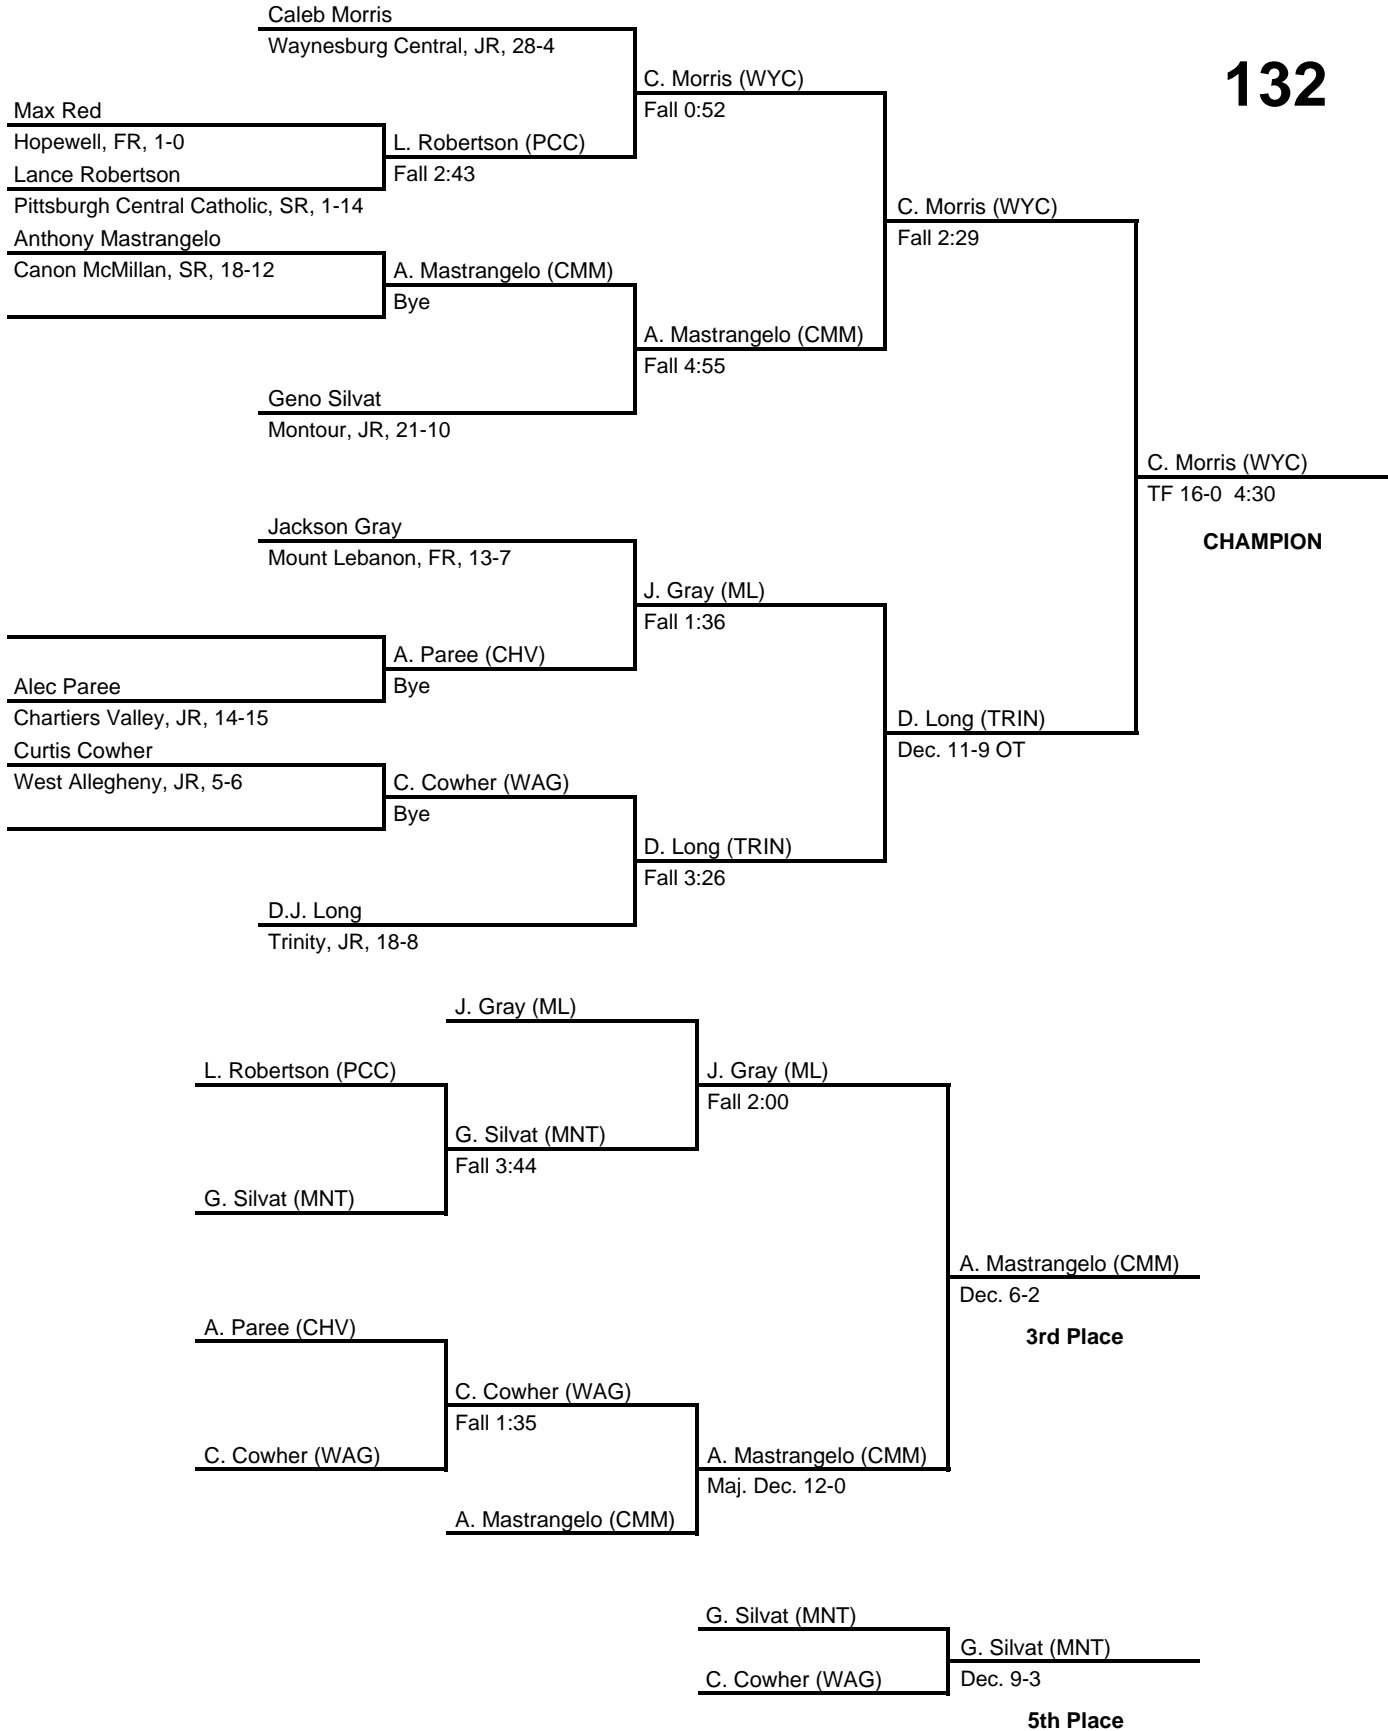 Caleb Morris
Waynesburg Central, JR, 28-4
132
C. Morris (WYC)
Fall 0:52
Max Red
Hopewell, FR, 1-0
L. Robertson (PCC)
Fall 2:43
Lance Robertson
Pittsburgh Central Catholic, SR, 1-14
C. Morris (WYC)
Fall 2:29
Anthony Mastrangelo
Canon McMillan, SR, 18-12
A. Mastrangelo (CMM)
Bye
A. Mastrangelo (CMM)
Fall 4:55
Geno Silvat
Montour, JR, 21-10
C. Morris (WYC)
TF 16-0 4:30
CHAMPION
Jackson Gray
Mount Lebanon, FR, 13-7
J. Gray (ML)
Fall 1:36
A. Paree (CHV)
Bye
Alec Paree
Chartiers Valley, JR, 14-15
D. Long (TRIN)
Dec. 11-9 OT
Curtis Cowher
West Allegheny, JR, 5-6
C. Cowher (WAG)
Bye
D. Long (TRIN)
Fall 3:26
D.J. Long
Trinity, JR, 18-8
J. Gray (ML)
L. Robertson (PCC)
J. Gray (ML)
Fall 2:00
G. Silvat (MNT)
Fall 3:44
G. Silvat (MNT)
A. Mastrangelo (CMM)
Dec. 6-2
3rd Place
A. Paree (CHV)
C. Cowher (WAG)
Fall 1:35
C. Cowher (WAG)
A. Mastrangelo (CMM)
Maj. Dec. 12-0
A. Mastrangelo (CMM)
G. Silvat (MNT)
G. Silvat (MNT)
Dec. 9-3
C. Cowher (WAG)
5th Place